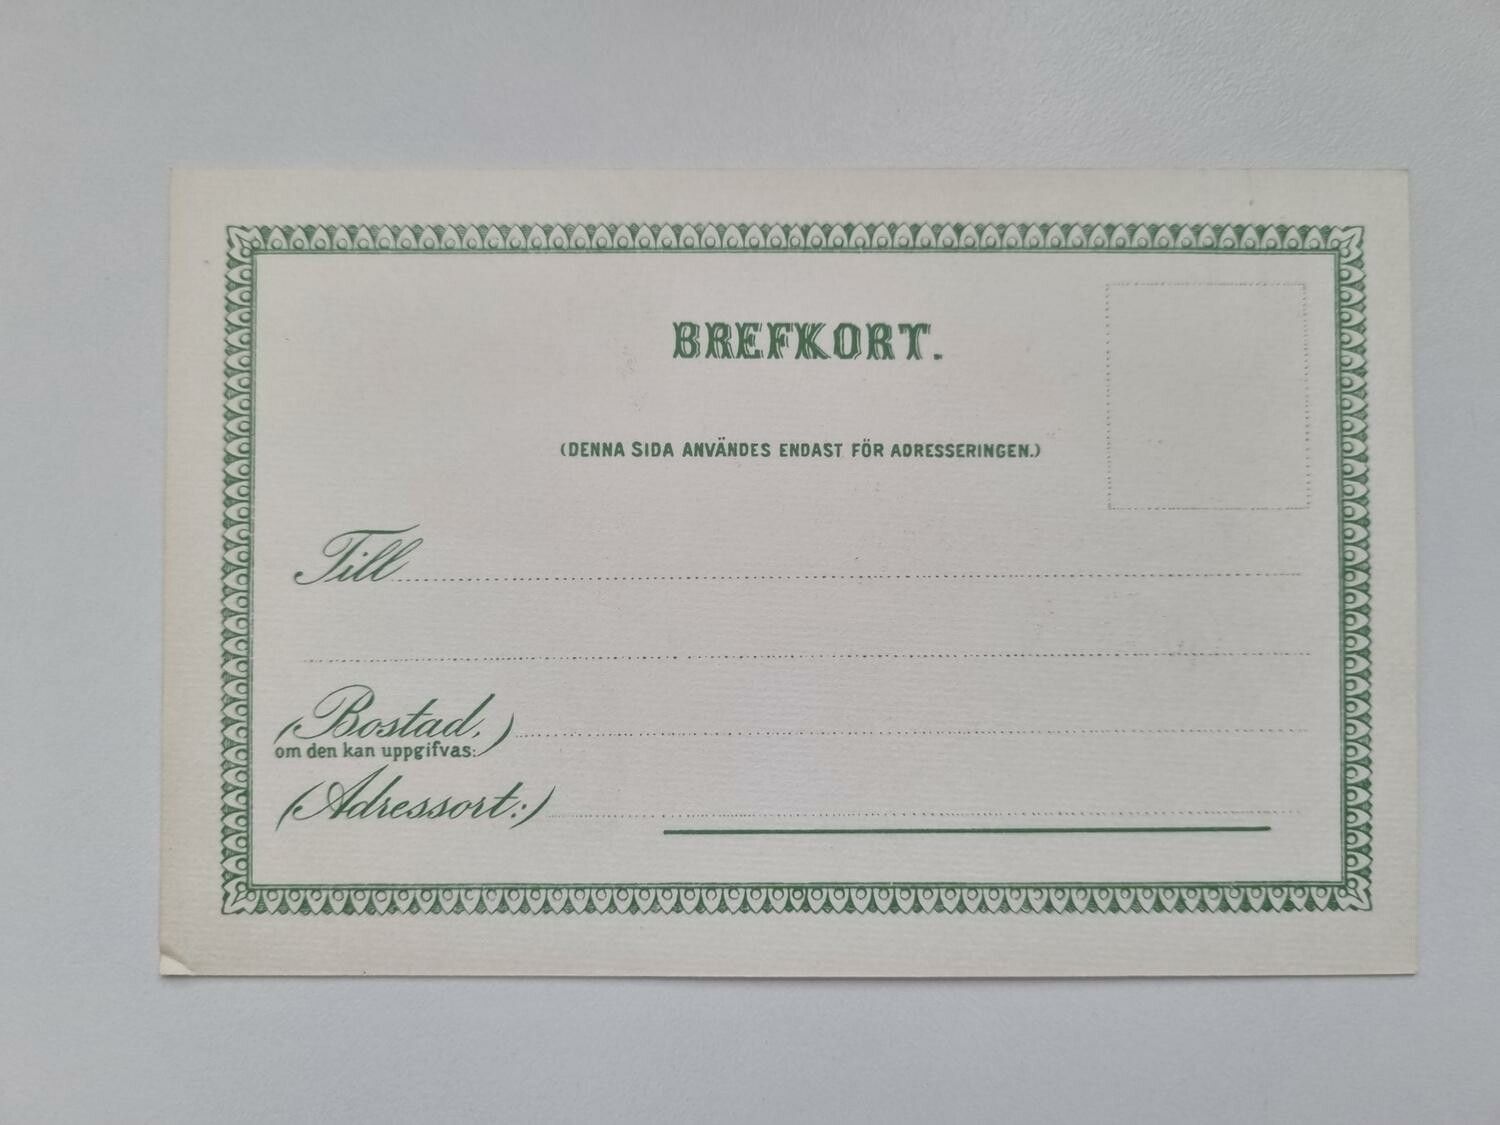 BREFKORT.
(DENNA SIDA ANVÄNDES ENDAST FÖR ADRESSERINGEN.)
Till
(Bostad,)
om den kan uppgifvas:
(Adressort:)